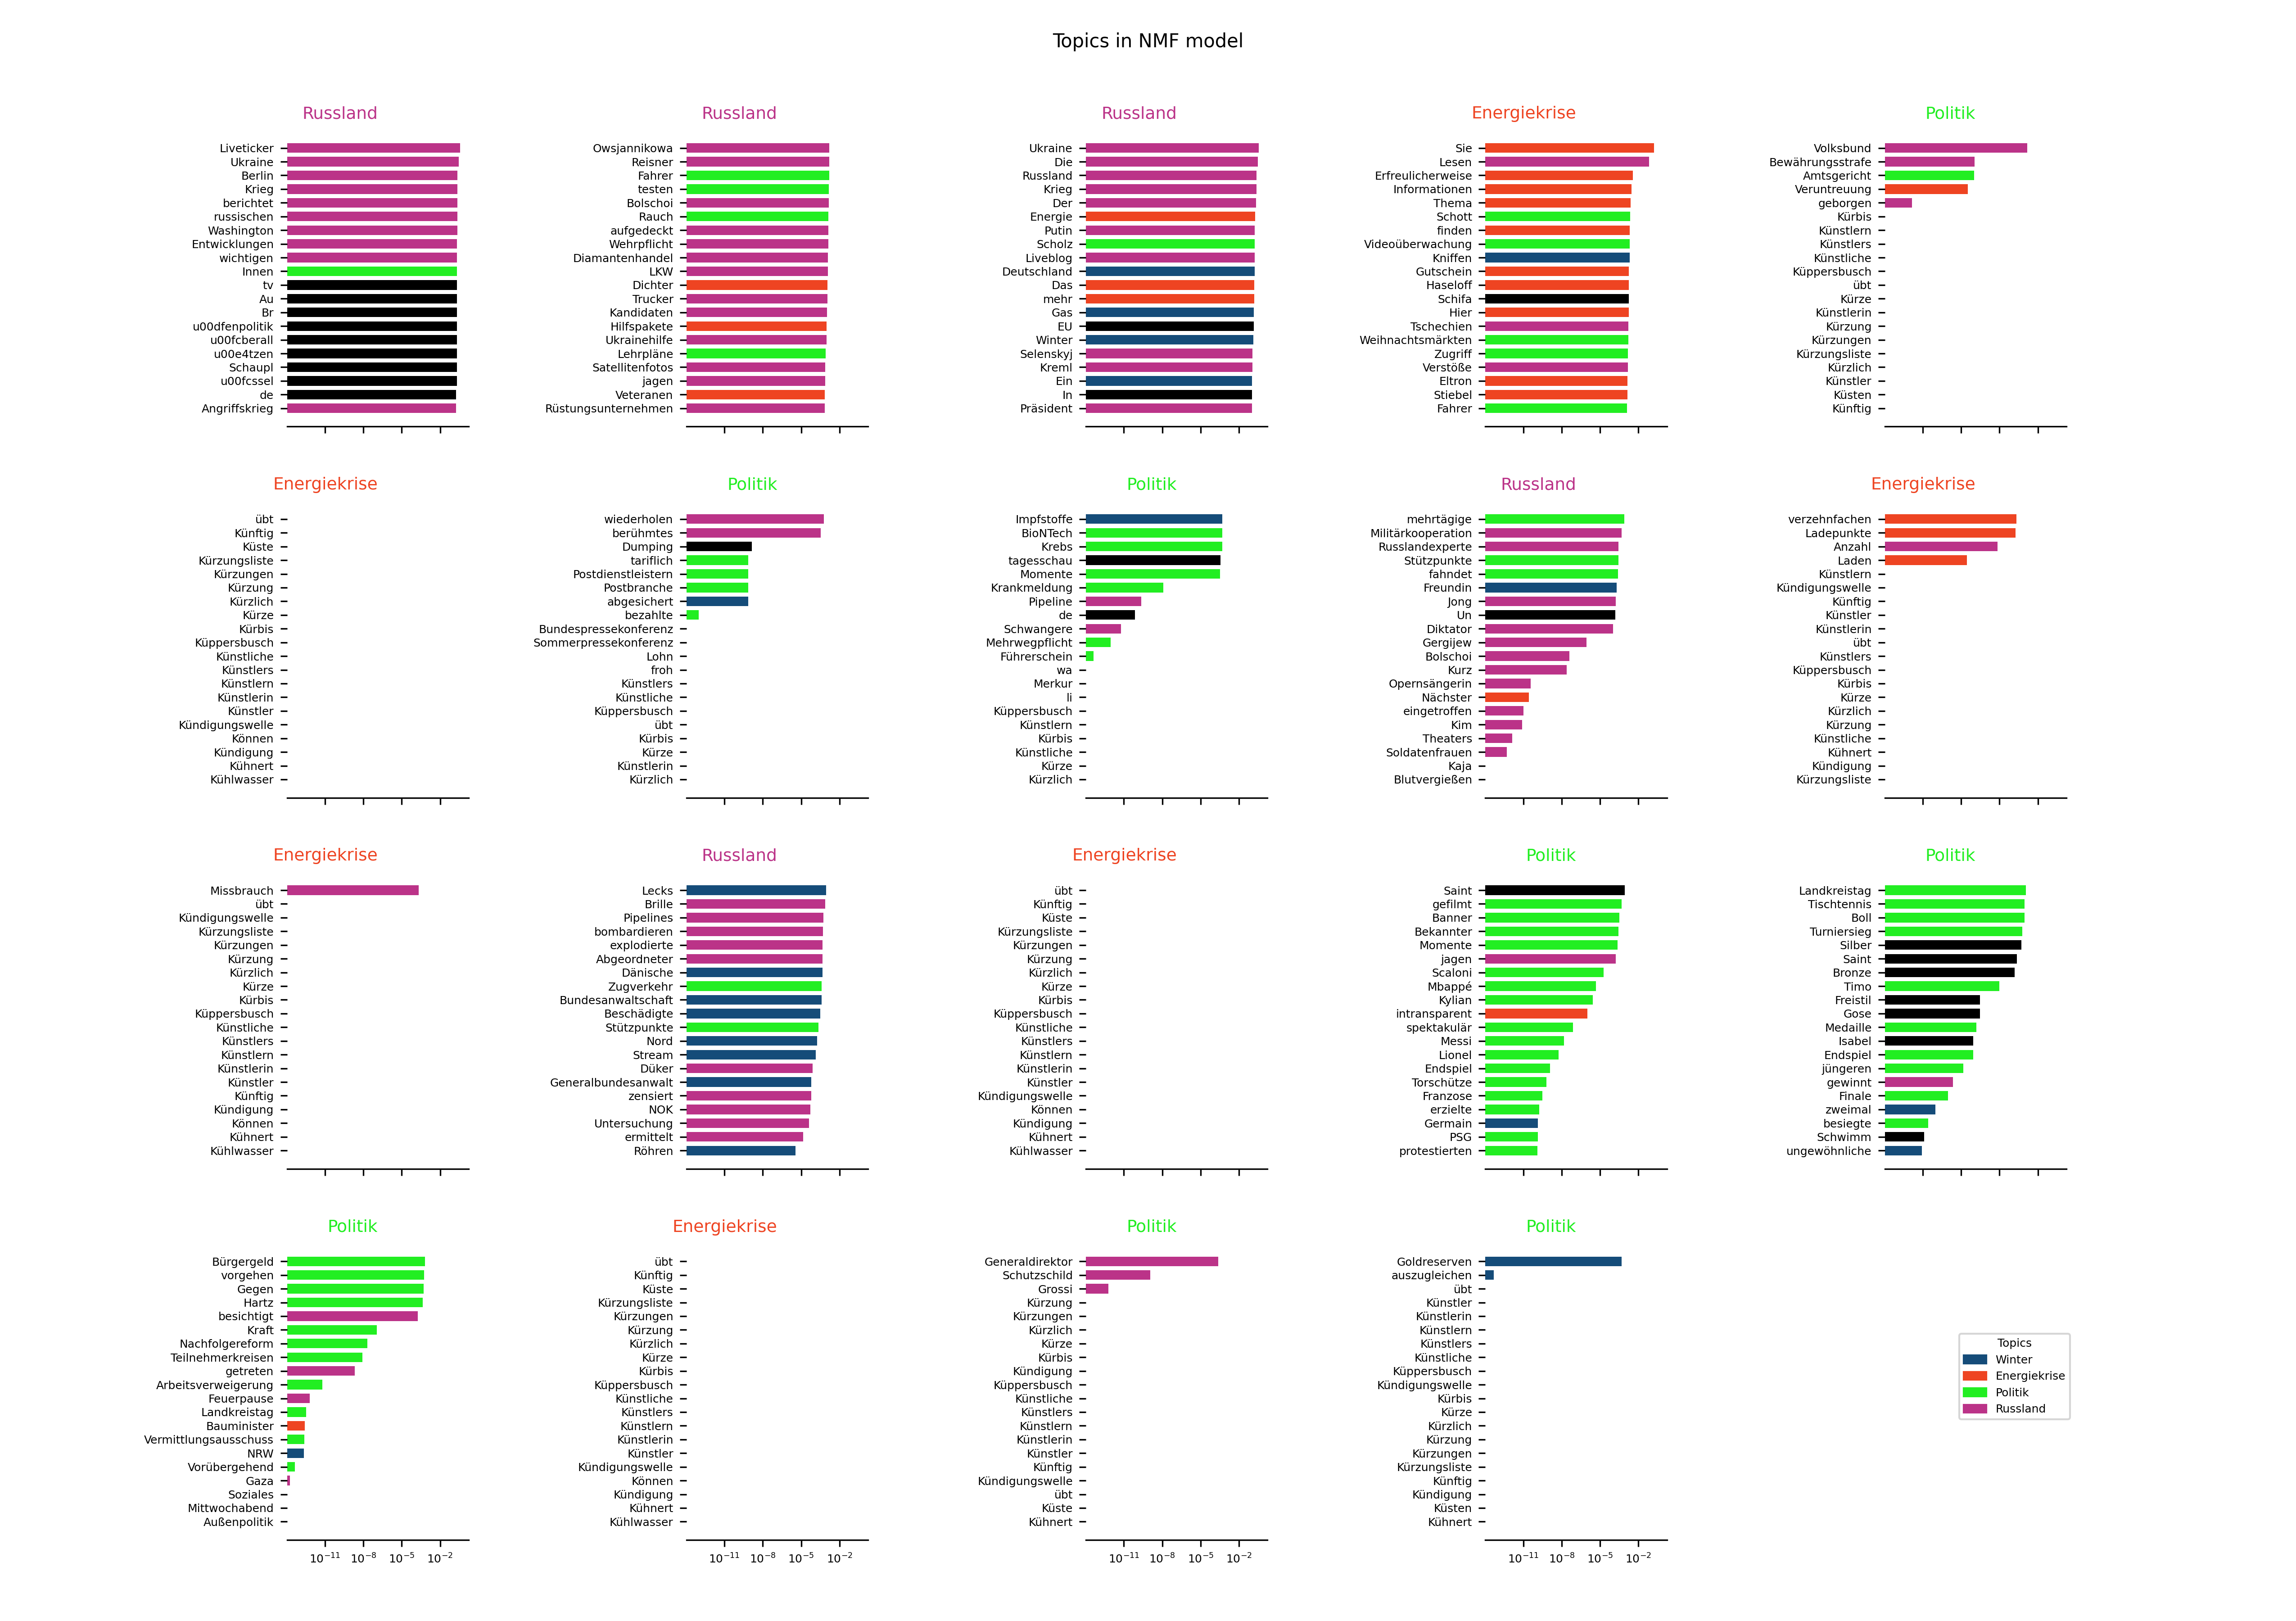 Topics in NMF model
Russland
Liveticker
Ukraine
Berlin
Krieg
berichtet
russischen
Washington
Entwicklungen
wichtigen
Innen
tv
Au
Br
u00dfenpolitik
u00fcberall
u00e4tzen
Schaupl
u00fcssel
de
Angriffskrieg
Russland
Owsjannikowa
Reisner
Fahrer
testen
Bolschoi
Rauch
aufgedeckt
Wehrpflicht
Diamantenhandel
LKW
Dichter
Trucker
Kandidaten
Hilfspakete
Ukrainehilfe
Lehrpläne
Satellitenfotos
jagen
Veteranen
Rüstungsunternehmen
Russland
Ukraine
Die
Russland
Krieg
Der
Energie
Putin
Scholz
Liveblog
Deutschland
Das
mehr
Gas
EU
Winter
Selenskyj
Kreml
Ein
In
Präsident
Energiekrise
Sie
Lesen
Erfreulicherweise
Informationen
Thema
Schott
finden
Videoüberwachung
Kniffen
Gutschein
Haseloff
Schifa
Hier
Tschechien
Weihnachtsmärkten
Zugriff
Verstöße
Eltron
Stiebel
Fahrer
Politik
Volksbund
Bewährungsstrafe
Amtsgericht
Veruntreuung
geboren
Kürbis
Künstlern
Künstlers
Künstliche
Küppersbusch
übt
Kürze
Künstlerin
Kürzung
Kürzungen
Kürzungsliste
Kürzlich
Künstler
Küsten
Künftig
Energiekrise
übt
Künftig
Küste
Kürzungsliste
Kürzungen
Kürzung
Kürzlich
Kürze
Kürbis
Küppersbusch
Künstliche
Künstlers
Künstlern
Künstlerin
Künstler
Kündigungswelle
Können
Kündigung
Kühnert
Kühlwasser
Politik
wiederholen
berühmtes
Dumping
tariflich
Postdienstleistern
Postbranche
abgesichert
bezahlte
Bundespressekonferenz
Sommerpressekonferenz
Lohn
froh
Künstlers
Künstliche
Küppersbusch
übt
Kürbis
Kürze
Künstlerin
Kürzlich
Politik
Impfstoffe
BioNTech
Krebs
tagesschau
Momente
Krankmeldung
Pipeline
de
Schwangere
Mehrwegpflicht
Führerschein
wa
Merkur
li
Küppersbusch
Künstlern
Kürbis
Künstliche
Kürze
Kürzlich
Russland
mehrtägige
Militärkooperation
Russlandexperte
Stützpunkte
fahndet
Freundin
Jong
Un
Diktator
Gergijew
Bolschoi
Kurz
Opernsängerin
Nächster
eingetroffen
Kim
Theaters
Soldatenfrauen
Kaja
Blutvergießen
Energiekrise
verzehnfachen
Ladepunkte
Anzahl
Laden
Künstlern
Kündigungswelle
Künftig
Künstler
Künstlerin
übt
Künstlers
Küppersbusch
Kürbis
Kürze
Kürzlich
Kürzung
Künstliche
Kühnert
Kündigung
Kürzungsliste
Energiekrise
Missbrauch
übt
Kündigungswelle
Kürzungsliste
Kürzungen
Kürzung
Kürzlich
Kürze
Kürbis
Küppersbusch
Künstliche
Künstlers
Künstlern
Künstlerin
Künstler
Künftig
Kündigung
Können
Kühnert
Kühlwasser
Russland
Lecks
Brille
Pipelines
bombardieren
explodierte
Abgeordneter
Dänische
Zugverkehr
Bundesanwaltschaft
Beschädigte
Stützpunkte
Nord
Stream
Düker
Generalbundesanwalt
zensiert
NOK
Untersuchung
ermittelt
Röhren
Energiekrise
übt
Künftig
Küste
Kürzungsliste
Kürzungen
Kürzung
Kürzlich
Kürze
Kürbis
Küppersbusch
Künstliche
Künstlers
Künstlern
Künstlerin
Künstler
Kündigungswelle
Können
Kündigung
Kühnert
Kühlwasser
Politik
Saint
gefilmt
Banner
Bekannter
Momente
jagen
Scaloni
Mbappé
Kylian
intransparent
spektakulär
Messi
Lionel
Endspiel
Torschütze
Franzose
erzielte
Germain
PSG
protestierten
Politik
Landkreistag
Tischtennis
Boll
Turniersieg
Silber
Saint
Bronze
Timo
Freistil
Gose
Medaille
Isabel
Endspiel
jüngeren
gewinnt
Finale
zweimal
besiegte
Schwimm
ungewöhnliche
Politik
Bürgergeld
vorgehen
Gegen
Hartz
besichtigt
Kraft
Nachfolgereform
Teilnehmerkreisen
getreten
Arbeitsverweigerung
Feuerpause
Landkreistag
Bauminister
Vermittlungsausschuss
NRW
Vorübergehend
Gaza
Soziales
Mittwochabend
Außenpolitik
10⁻¹¹ 10⁻⁸ 10⁻⁵ 10⁻²
Energiekrise
übt
Künftig
Küste
Kürzungsliste
Kürzungen
Kürzung
Kürzlich
Kürze
Kürbis
Küppersbusch
Künstliche
Künstlers
Künstlern
Künstlerin
Künstler
Kündigungswelle
Können
Kündigung
Kühnert
Kühlwasser
10⁻¹¹ 10⁻⁸ 10⁻⁵ 10⁻²
Politik
Generaldirektor
Schutzschild
Grossi
Kürzung
Kürzungen
Kürzlich
Kürze
Kürbis
Kündigung
Küppersbusch
Künstliche
Künstlers
Künstlern
Künstlerin
Künstler
Künftig
Kündigungswelle
übt
Küste
Kühnert
10⁻¹¹ 10⁻⁸ 10⁻⁵ 10⁻²
Politik
Goldreserven
auszugleichen
übt
Künstler
Künstlerin
Künstlern
Künstlers
Künstliche
Küppersbusch
Kündigungswelle
Kürbis
Kürze
Kürzlich
Kürzung
Kürzungen
Kürzungsliste
Künftig
Kündigung
Küsten
Kühnert
10⁻¹¹ 10⁻⁸ 10⁻⁵ 10⁻²
Topics
Winter
Energiekrise
Politik
Russland